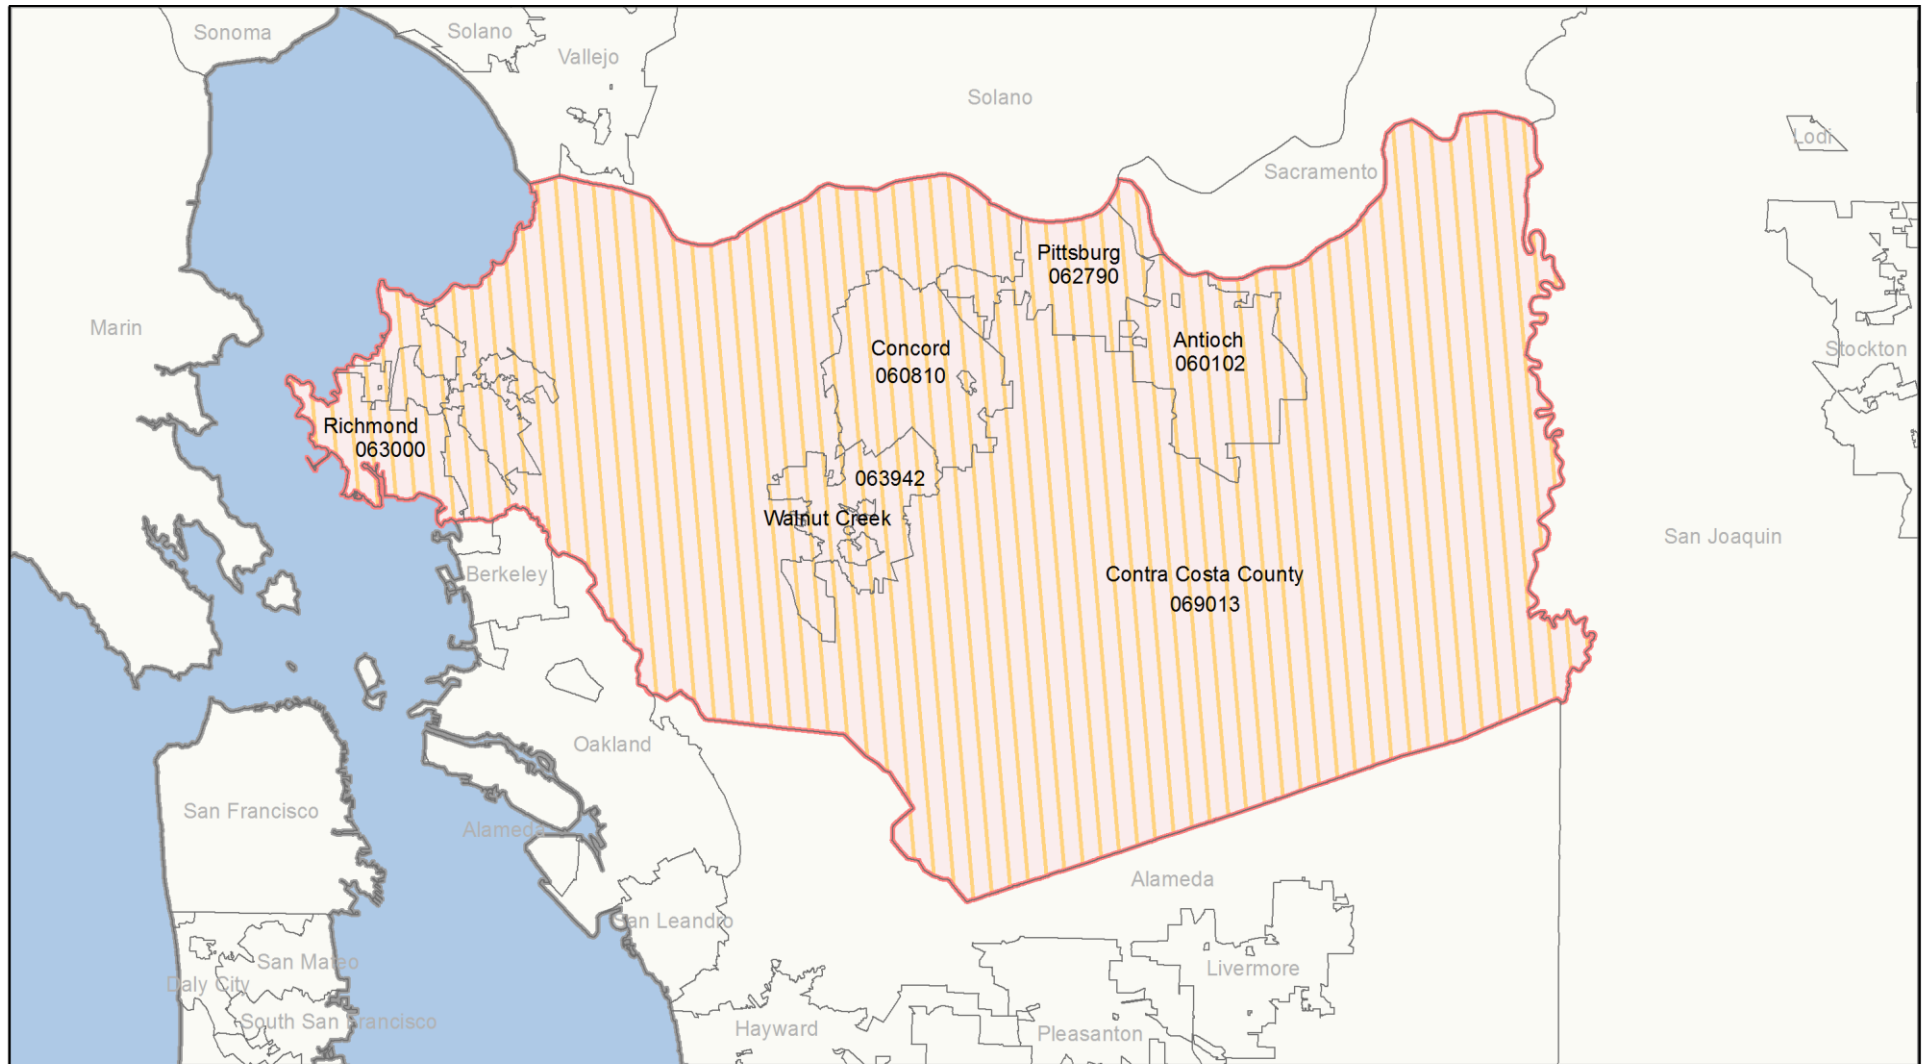 Sonoma
Solano
Vallejo
Solano
Lodi
Sacramento
Pittsburg
062790
Marin
Antioch
060102
Concord
060810
Stockton
Richmond
063000
063942
Walnut Creek
San Joaquin
Berkeley
Contra Costa County
069013
Oakland
San Francisco
Alameda
Alameda
San Leandro
San Mateo
Livermore
Daly City
South San Francisco
Hayward
Pleasanton